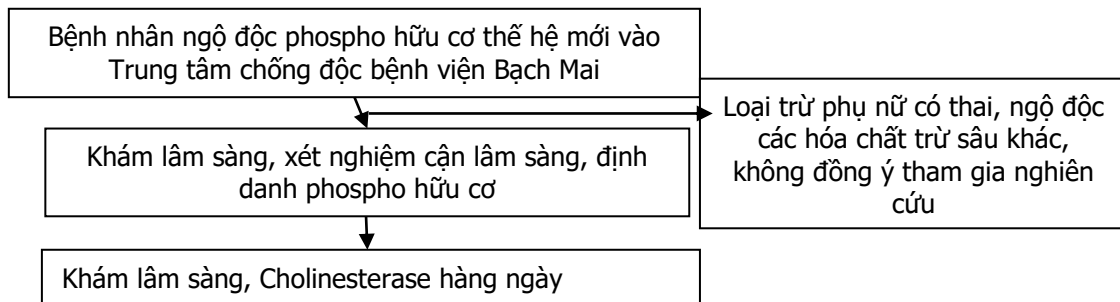 Bệnh nhân ngộ độc phospho hữu cơ thế hệ mới vào
Trung tâm chống độc bệnh viện Bạch Mai
Loại trừ phụ nữ có thai, ngộ độc
các hóa chất trừ sâu khác,
không đồng ý tham gia nghiên
cứu
Khám lâm sàng, xét nghiệm cận lâm sàng, định
danh phospho hữu cơ
Khám lâm sàng, Cholinesterase hàng ngày